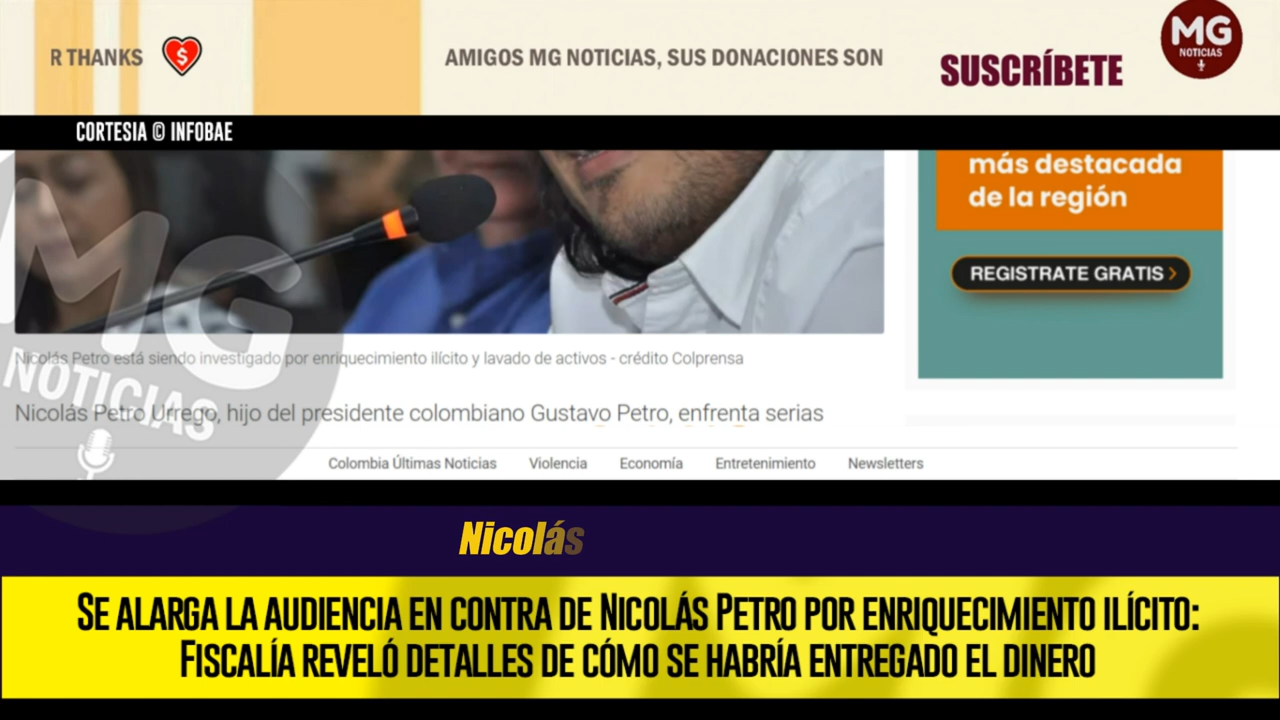 R THANKS
AMIGOS MG NOTICIAS, SUS DONACIONES SON
SUSCRÍBETE
MG
NOTICIAS
CORTESIA © INFOBAE
más destacada
de la región
REGISTRATE GRATIS
MG
NOTICIAS
Nicolás Petro está siendo investigado por enriquecimiento ilícito y lavado de activos - crédito Colprensa
Nicolás Petro Urrego, hijo del presidente colombiano Gustavo Petro, enfrenta serias
Colombia Últimas Noticias Violencia Economía Entretenimiento Newsletters
Nicolás
SE ALARGA LA AUDIENCIA EN CONTRA DE NICOLÁS PETRO POR ENRIQUECIMIENTO ILÍCITO:
FISCALÍA REVELÓ DETALLES DE CÓMO SE HABRÍA ENTREGADO EL DINERO